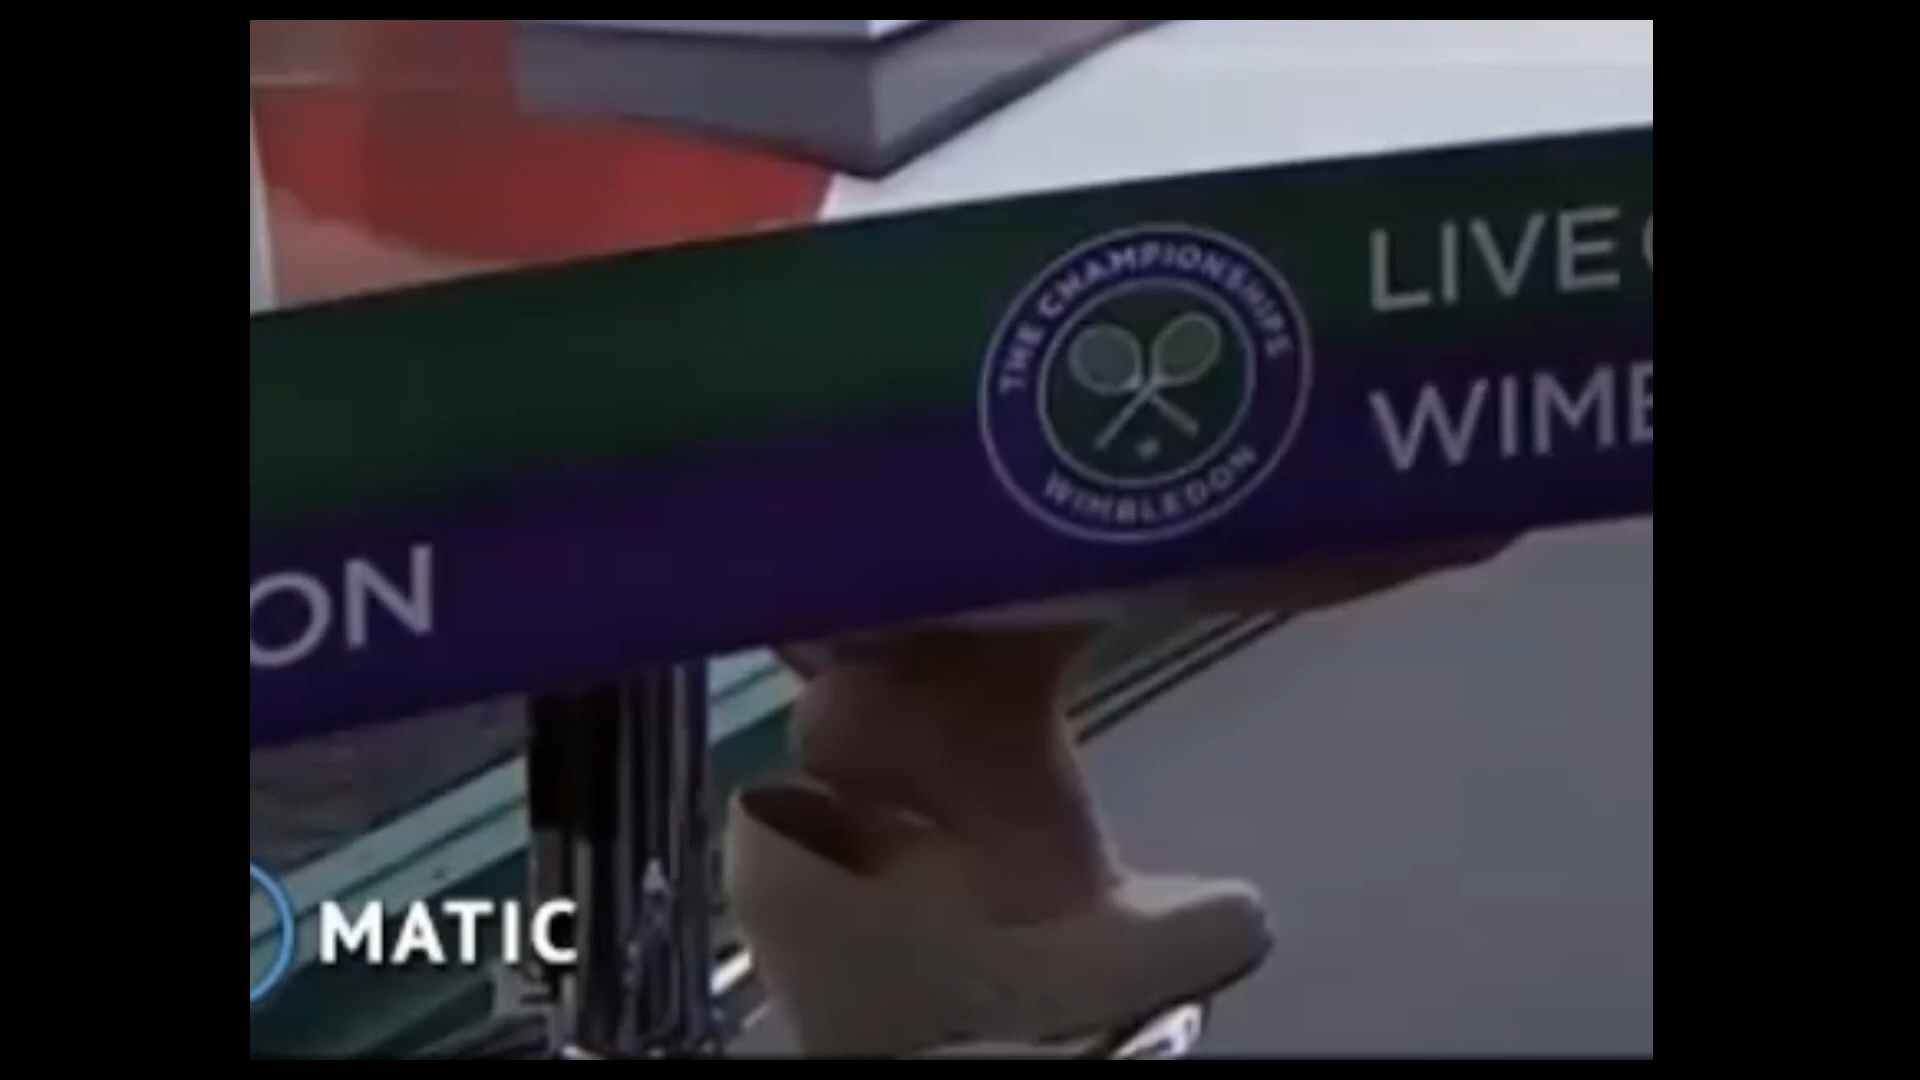 THE CHAMPIONSHIPS
WIMBLEDON
LIVE
WIMB
ON
MATIC